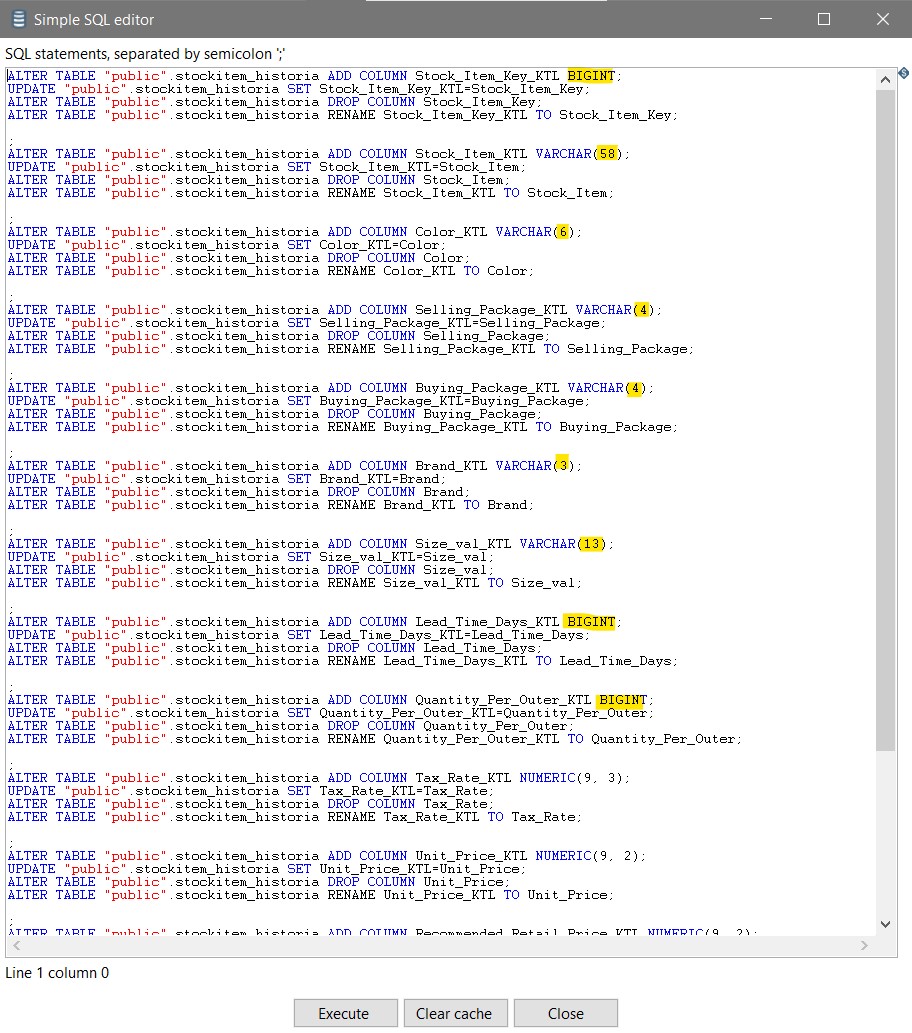 Simple SQL editor
SQL statements, separated by semicolon ';'
ALTER TABLE "public".stockitem_historia ADD COLUMN Stock_Item_Key_KTL BIGINT;
UPDATE "public".stockitem_historia SET Stock_Item_Key_KTL=Stock_Item_Key;
ALTER TABLE "public".stockitem_historia DROP COLUMN Stock_Item_Key;
ALTER TABLE "public".stockitem_historia RENAME Stock_Item_Key_KTL TO Stock_Item_Key;
;
ALTER TABLE "public".stockitem_historia ADD COLUMN Stock_Item_KTL VARCHAR(58);
UPDATE "public".stockitem_historia SET Stock_Item_KTL=Stock_Item;
ALTER TABLE "public".stockitem_historia DROP COLUMN Stock_Item;
ALTER TABLE "public".stockitem_historia RENAME Stock_Item_KTL TO Stock_Item;
;
ALTER TABLE "public".stockitem_historia ADD COLUMN Color_KTL VARCHAR(6);
UPDATE "public".stockitem_historia SET Color_KTL=Color;
ALTER TABLE "public".stockitem_historia DROP COLUMN Color;
ALTER TABLE "public".stockitem_historia RENAME Color_KTL TO Color;
;
ALTER TABLE "public".stockitem_historia ADD COLUMN Selling_Package_KTL VARCHAR(4);
UPDATE "public".stockitem_historia SET Selling_Package_KTL=Selling_Package;
ALTER TABLE "public".stockitem_historia DROP COLUMN Selling_Package;
ALTER TABLE "public".stockitem_historia RENAME Selling_Package_KTL TO Selling_Package;
;
ALTER TABLE "public".stockitem_historia ADD COLUMN Buying_Package_KTL VARCHAR(4);
UPDATE "public".stockitem_historia SET Buying_Package_KTL=Buying_Package;
ALTER TABLE "public".stockitem_historia DROP COLUMN Buying_Package;
ALTER TABLE "public".stockitem_historia RENAME Buying_Package_KTL TO Buying_Package;
;
ALTER TABLE "public".stockitem_historia ADD COLUMN Brand_KTL VARCHAR(3);
UPDATE "public".stockitem_historia SET Brand_KTL=Brand;
ALTER TABLE "public".stockitem_historia DROP COLUMN Brand;
ALTER TABLE "public".stockitem_historia RENAME Brand_KTL TO Brand;
;
ALTER TABLE "public".stockitem_historia ADD COLUMN Size_val_KTL VARCHAR(13);
UPDATE "public".stockitem_historia SET Size_val_KTL=Size_val;
ALTER TABLE "public".stockitem_historia DROP COLUMN Size_val;
ALTER TABLE "public".stockitem_historia RENAME Size_val_KTL TO Size_val;
;
ALTER TABLE "public".stockitem_historia ADD COLUMN Lead_Time_Days_KTL BIGINT;
UPDATE "public".stockitem_historia SET Lead_Time_Days_KTL=Lead_Time_Days;
ALTER TABLE "public".stockitem_historia DROP COLUMN Lead_Time_Days;
ALTER TABLE "public".stockitem_historia RENAME Lead_Time_Days_KTL TO Lead_Time_Days;
;
ALTER TABLE "public".stockitem_historia ADD COLUMN Quantity_Per_Outer_KTL BIGINT;
UPDATE "public".stockitem_historia SET Quantity_Per_Outer_KTL=Quantity_Per_Outer;
ALTER TABLE "public".stockitem_historia DROP COLUMN Quantity_Per_Outer;
ALTER TABLE "public".stockitem_historia RENAME Quantity_Per_Outer_KTL TO Quantity_Per_Outer;
;
ALTER TABLE "public".stockitem_historia ADD COLUMN Tax_Rate_KTL NUMERIC(9, 3);
UPDATE "public".stockitem_historia SET Tax_Rate_KTL=Tax_Rate;
ALTER TABLE "public".stockitem_historia DROP COLUMN Tax_Rate;
ALTER TABLE "public".stockitem_historia RENAME Tax_Rate_KTL TO Tax_Rate;
;
ALTER TABLE "public".stockitem_historia ADD COLUMN Unit_Price_KTL NUMERIC(9, 2);
UPDATE "public".stockitem_historia SET Unit_Price_KTL=Unit_Price;
ALTER TABLE "public".stockitem_historia DROP COLUMN Unit_Price;
ALTER TABLE "public".stockitem_historia RENAME Unit_Price_KTL TO Unit_Price;
;
ALTER TABLE "public".stockitem_historia ADD COLUMN Recommended_Retail_Price_KTL NUMERIC(9, 2);
Line 1 column 0
Execute
Clear cache
Close